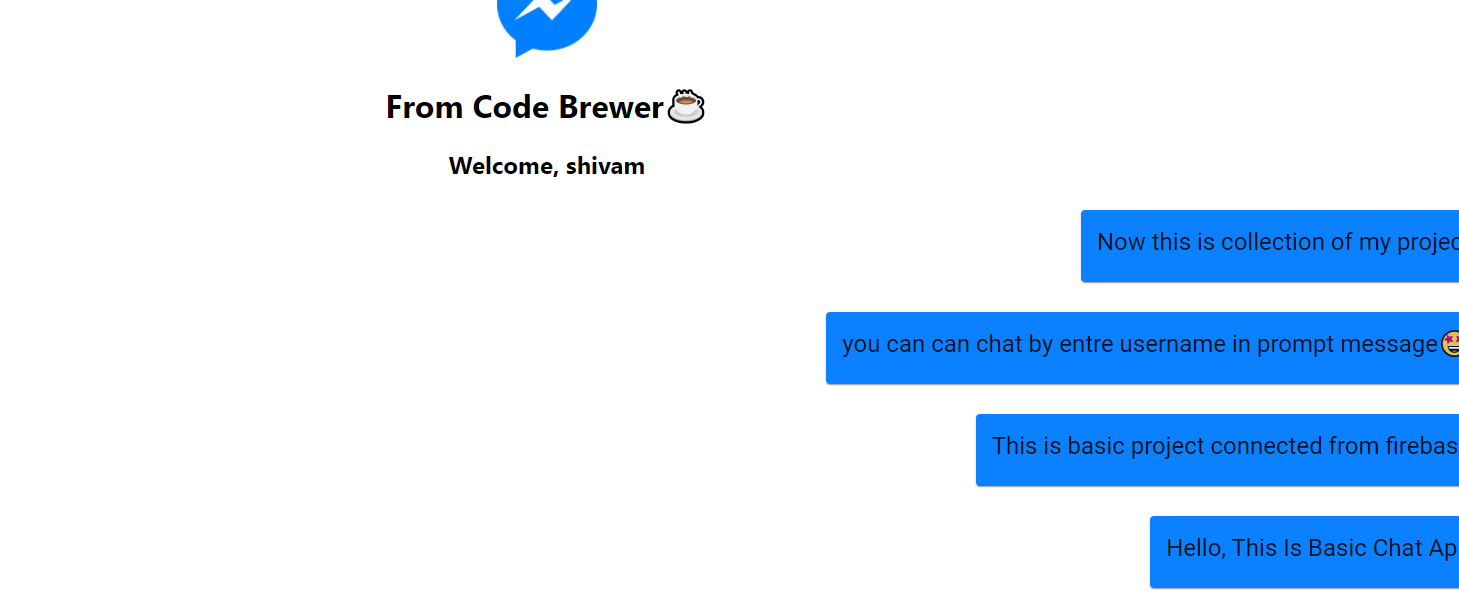 From Code Brewer☕
Welcome, shivam
Now this is collection of my projec
you can can chat by entre username in prompt message🤩
This is basic project connected from firebas
Hello, This Is Basic Chat Ap